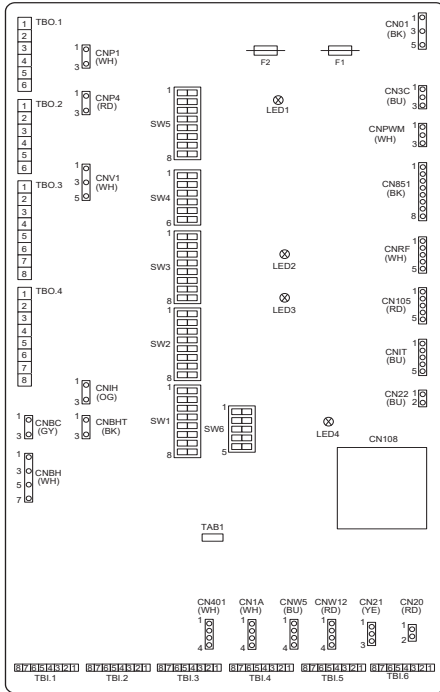 TBO.1
1
2
3
4
5
6
TBO.2
1
2
3
4
5
6
TBO.3
1
2
3
4
5
6
7
8
TBO.4
1
2
3
4
5
6
7
8
1
3
CNP1
(WH)
1
3
CNP4
(RD)
1
3
5
CNV1
(WH)
1
3
CNIH
(OG)
1
3
CNBC
(GY)
1
3
CNBHT
(BK)
1
3
5
7
CNBH
(WH)
1
SW5
8
1
SW4
6
1
SW3
8
1
SW2
8
1
SW1
8
1
SW6
5
F2
F1
LED1
LED2
LED3
LED4
CN01
(BK)
1
3
5
CN3C
(BU)
1
3
CNPWM
(WH)
1
3
CN851
(BK)
1
8
CNRF
(WH)
1
5
CN105
(RD)
1
5
CNIT
(BU)
1
5
CN22
(BU)
1
2
CN108
TAB1
CN401
(WH)
1
4
CN1A
(WH)
1
4
CNW5
(BU)
1
4
CNW12
(RD)
1
4
CN21
(YE)
1
3
CN20
(RD)
1
2
8 7 6 5 4 3 2 1
TBI.1
8 7 6 5 4 3 2 1
TBI.2
8 7 6 5 4 3 2 1
TBI.3
8 7 6 5 4 3 2 1
TBI.4
8 7 6 5 4 3 2 1
TBI.5
8 7 6 5 4 3 2 1
TBI.6